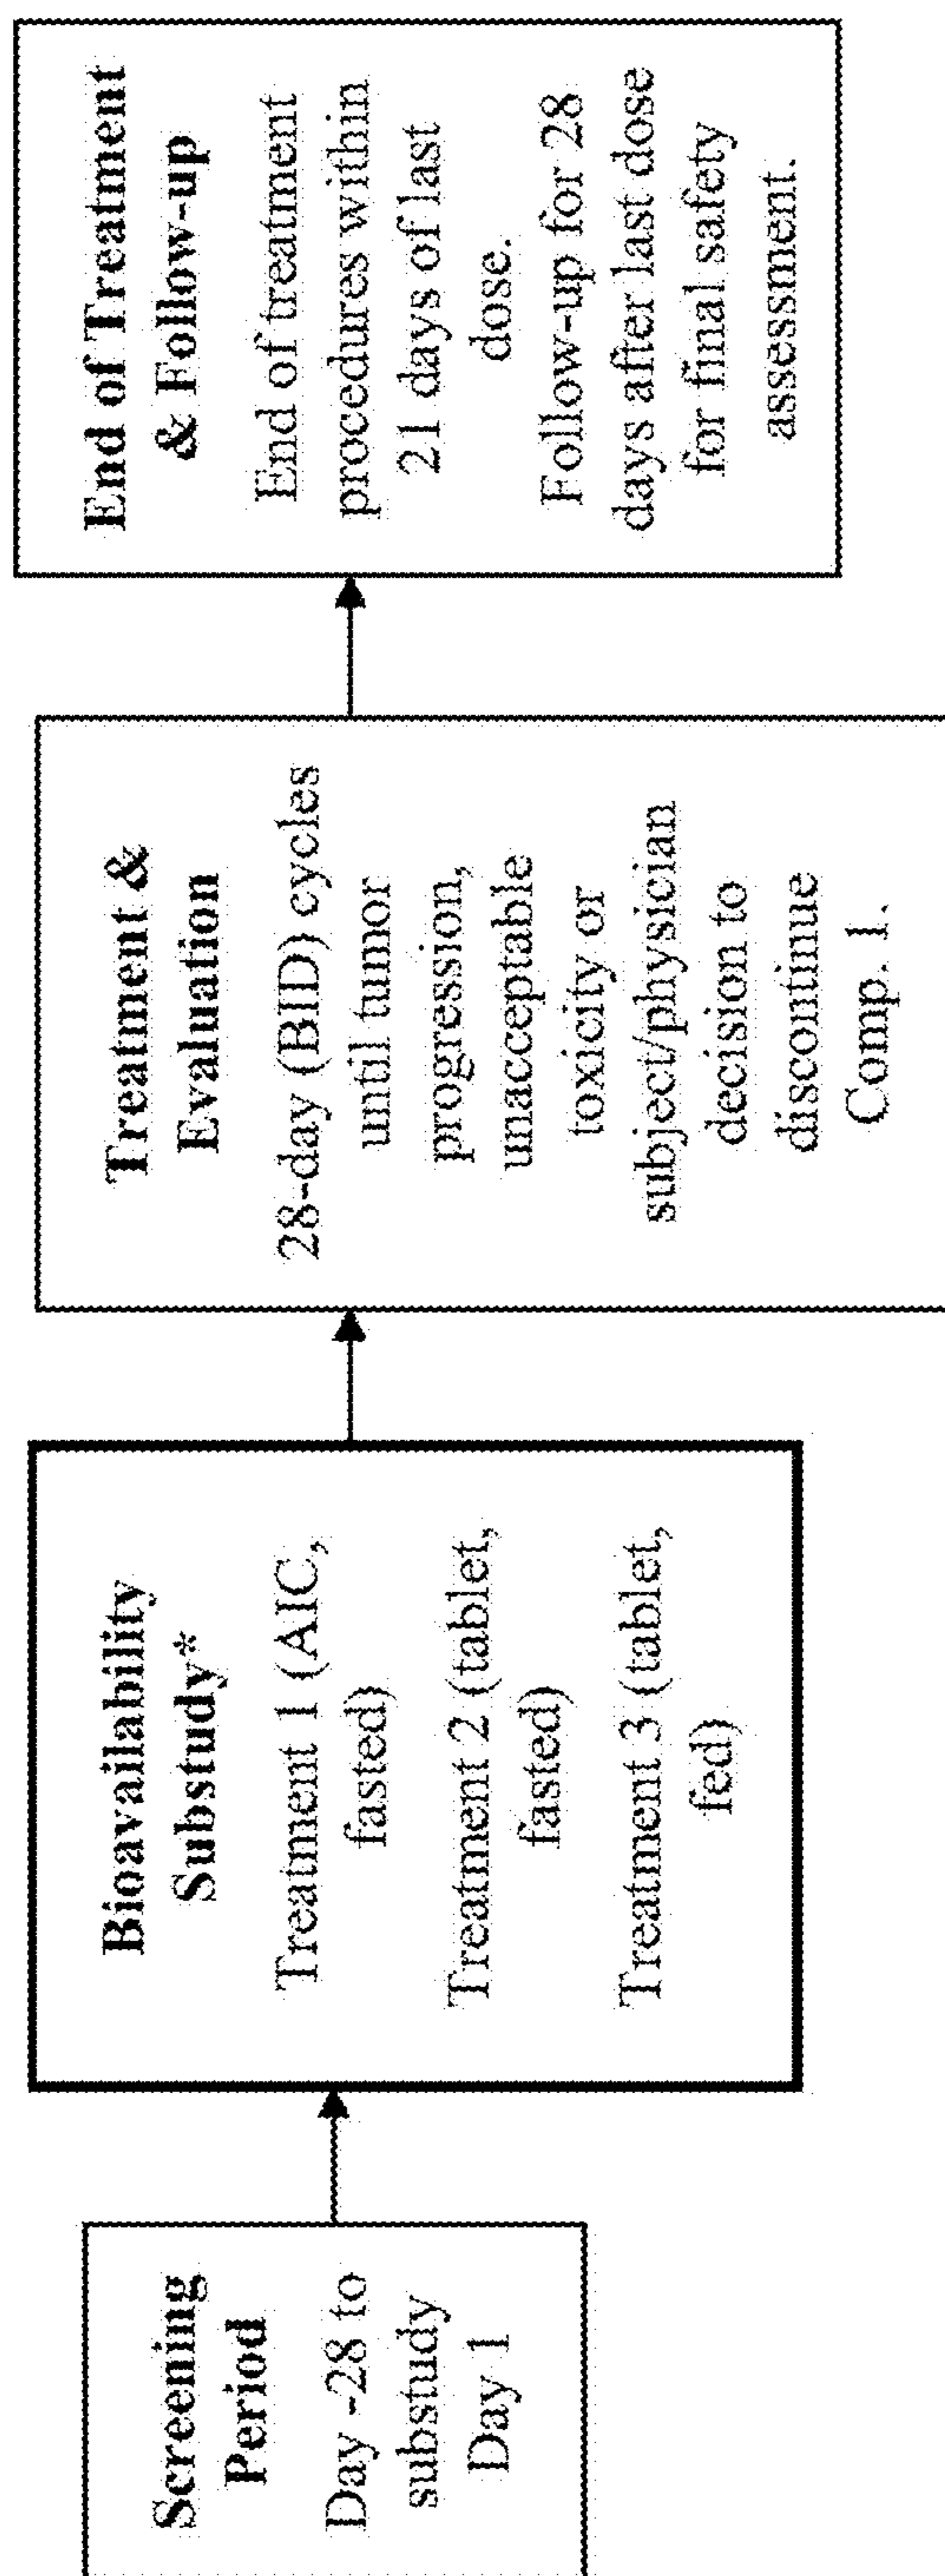 Screening
Period
Day -28 to
substudy
Day 1
Bioavailability
Substudy*
Treatment 1 (AIC,
fasted)
Treatment 2 (tablet,
fasted)
Treatment 3 (tablet,
fed)
Treatment &
Evaluation
28-day (BID) cycles
until tumor
progression,
unacceptable
toxicity or
subject/physician
decision to
discontinue
Comp. 1.
End of Treatment
& Follow-up
End of treatment
procedures within
21 days of last
dose.
Follow-up for 28
days after last dose
for final safety
assessment.